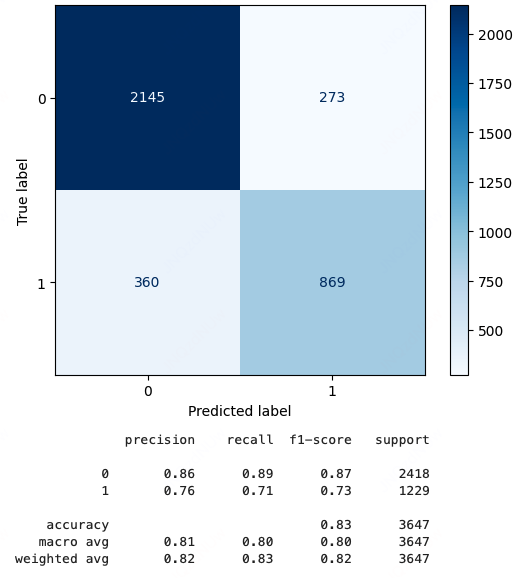 2000
2145
273
0
1750
1500
True label
1250
1000
360
869
1
750
500
0
1
Predicted label
precision recall f1-score support
0 0.86 0.89 0.87 2418
1 0.76 0.71 0.73 1229
accuracy 0.83 3647
macro avg 0.81 0.80 0.80 3647
weighted avg 0.82 0.83 0.82 3647